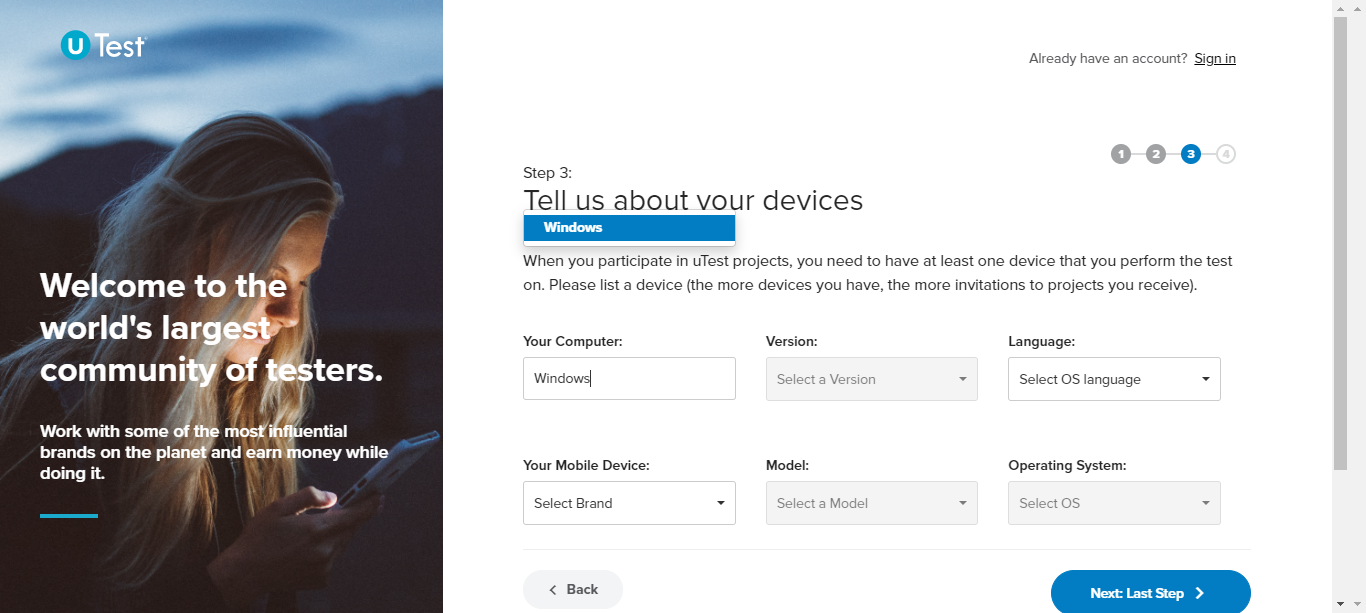 U Test
Already have an account? Sign in
1 2 3 4
Step 3:
Tell us about your devices
Windows
When you participate in uTest projects, you need to have at least one device that you perform the test
on. Please list a device (the more devices you have, the more invitations to projects you receive).
Welcome to the
world's largest
community of testers.
Work with some of the most influential
brands on the planet and earn money while
doing it.
Your Computer: Version: Language:
Windows Select a Version Select OS language
Your Mobile Device: Model: Operating System:
Select Brand Select a Model Select OS
Back Next: Last Step